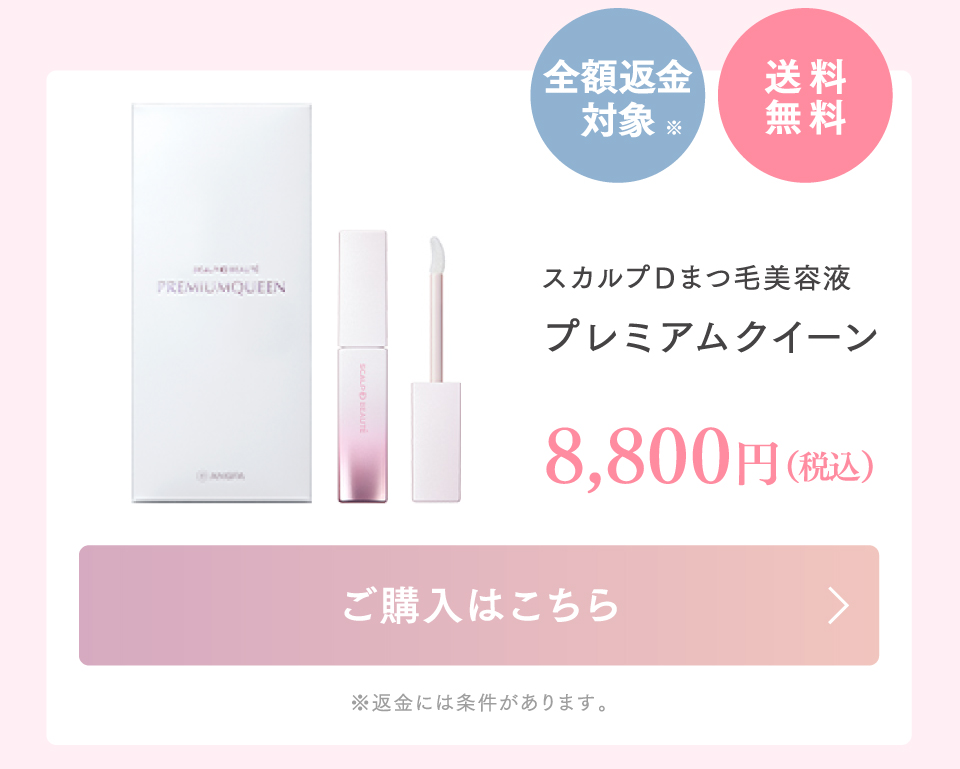 全額返金
対象 ※
送料
無料
SCALP D BEAUTÉ
PREMIUMQUEEN
ANGFA
SCALP D BEAUTÉ
スカルプDまつ毛美容液
プレミアムクイーン
8,800円(税込)
ご購入はこちら
※返金には条件があります。